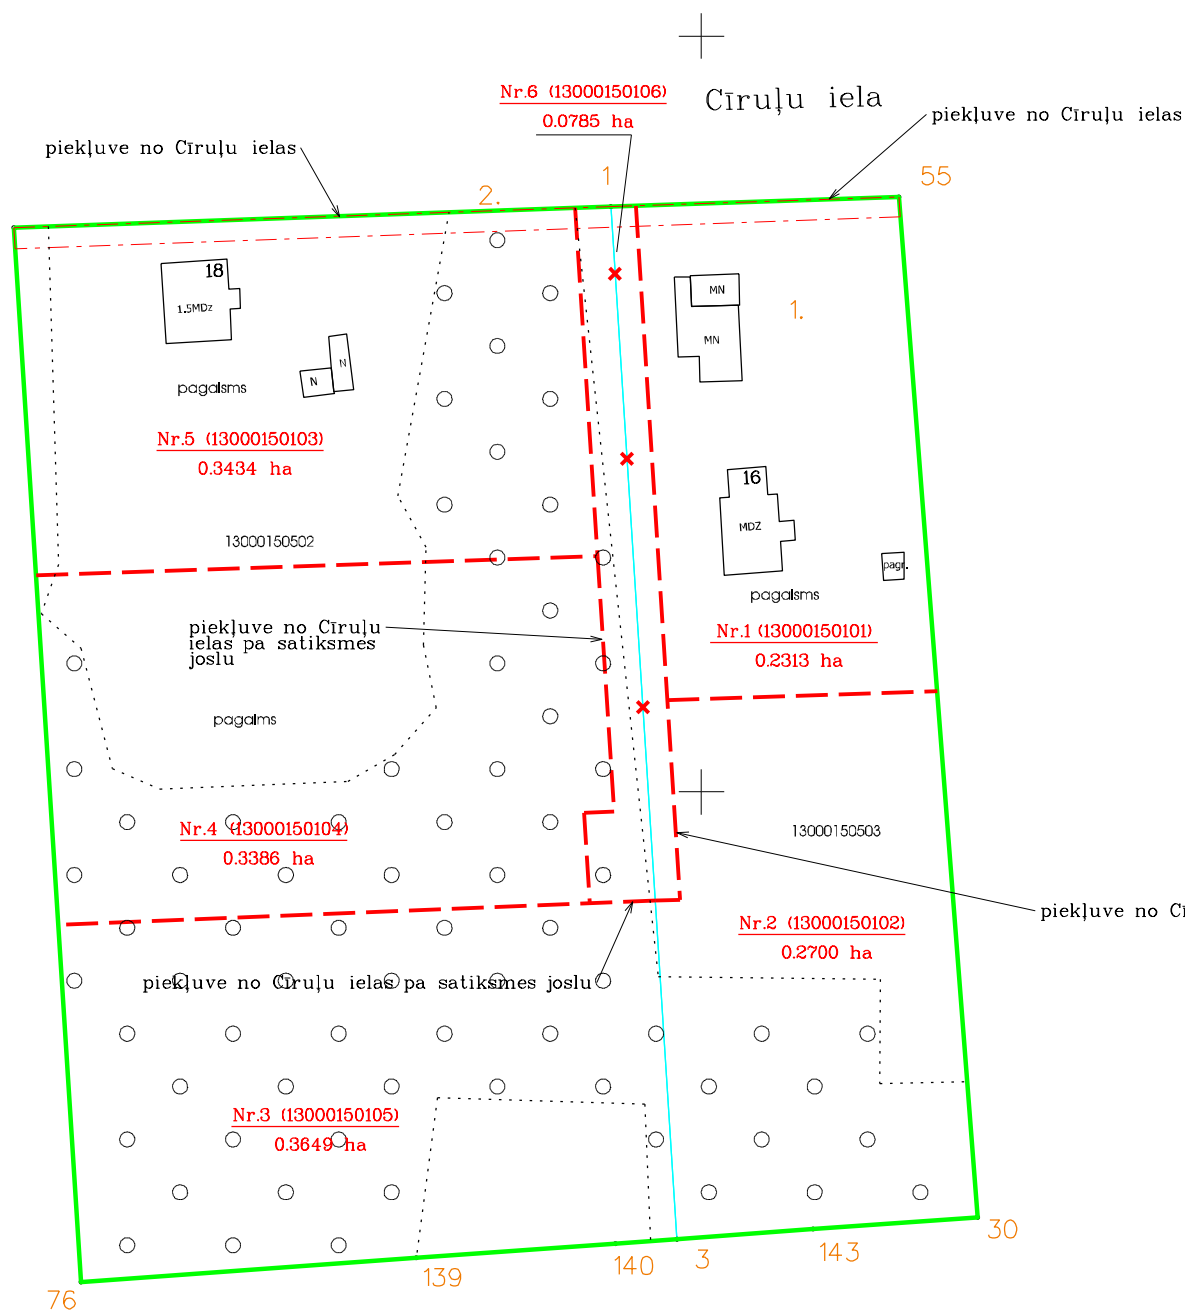 Nr.6 (13000150106)
0.0785 ha
Cīruļu iela
piekļuve no Cīruļu ielas
piekļuve no Cīruļu ielas
1
55
2.
18
1.5MDz
MN
1.
MN
N
N
pagalsms
Nr.5 (13000150103)
0.3434 ha
16
MDZ
13000150502
pagr.
pagalsms
piekļuve no Cīruļu
ielas pa satiksmes
joslu
Nr.1 (13000150101)
0.2313 ha
pagalms
Nr.4 (13000150104)
0.3386 ha
13000150503
piekļuve no
Nr.2 (13000150102)
0.2700 ha
piekļuve no Cīruļu ielas pa satiksmes joslu
Nr.3 (13000150105)
0.3649 ha
30
143
3
140
139
76